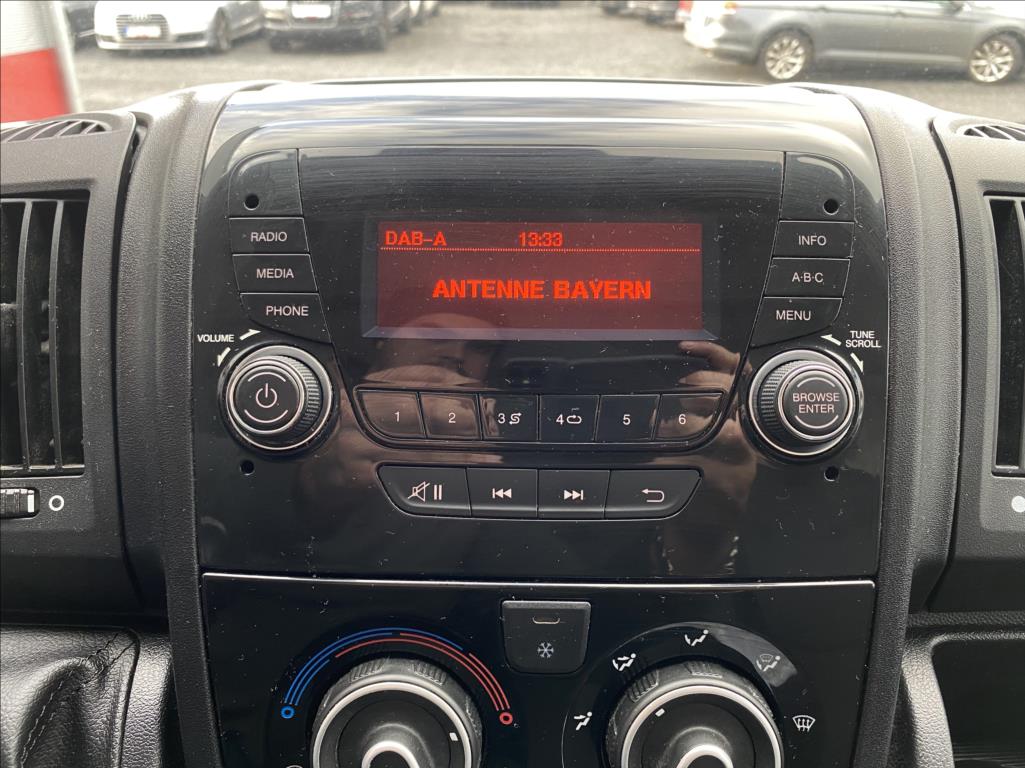 RADIO
MEDIA
PHONE
VOLUME
DAB-A 13:33
ANTENNE BAYERN
INFO
A·B·C
MENU
TUNE
SCROLL
BROWSE
ENTER
1 2 3 4 5 6